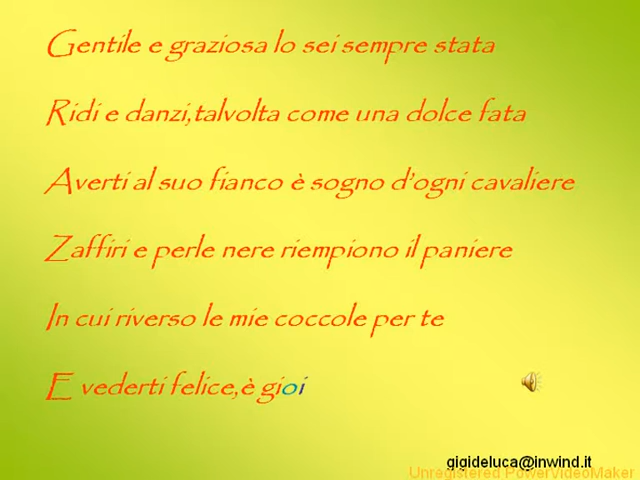 Gentile e graziosa lo sei sempre stata
Ridi e danzi,talvolta come una dolce fata
Averti al suo fianco è sogno d'ogni cavaliere
Zaffiri e perle nere riempiono il paniere
In cui riverso le mie coccole per te
E vederti felice,è gioi
gigideluca@inwind.it
Unregistered PowerVideoMaker